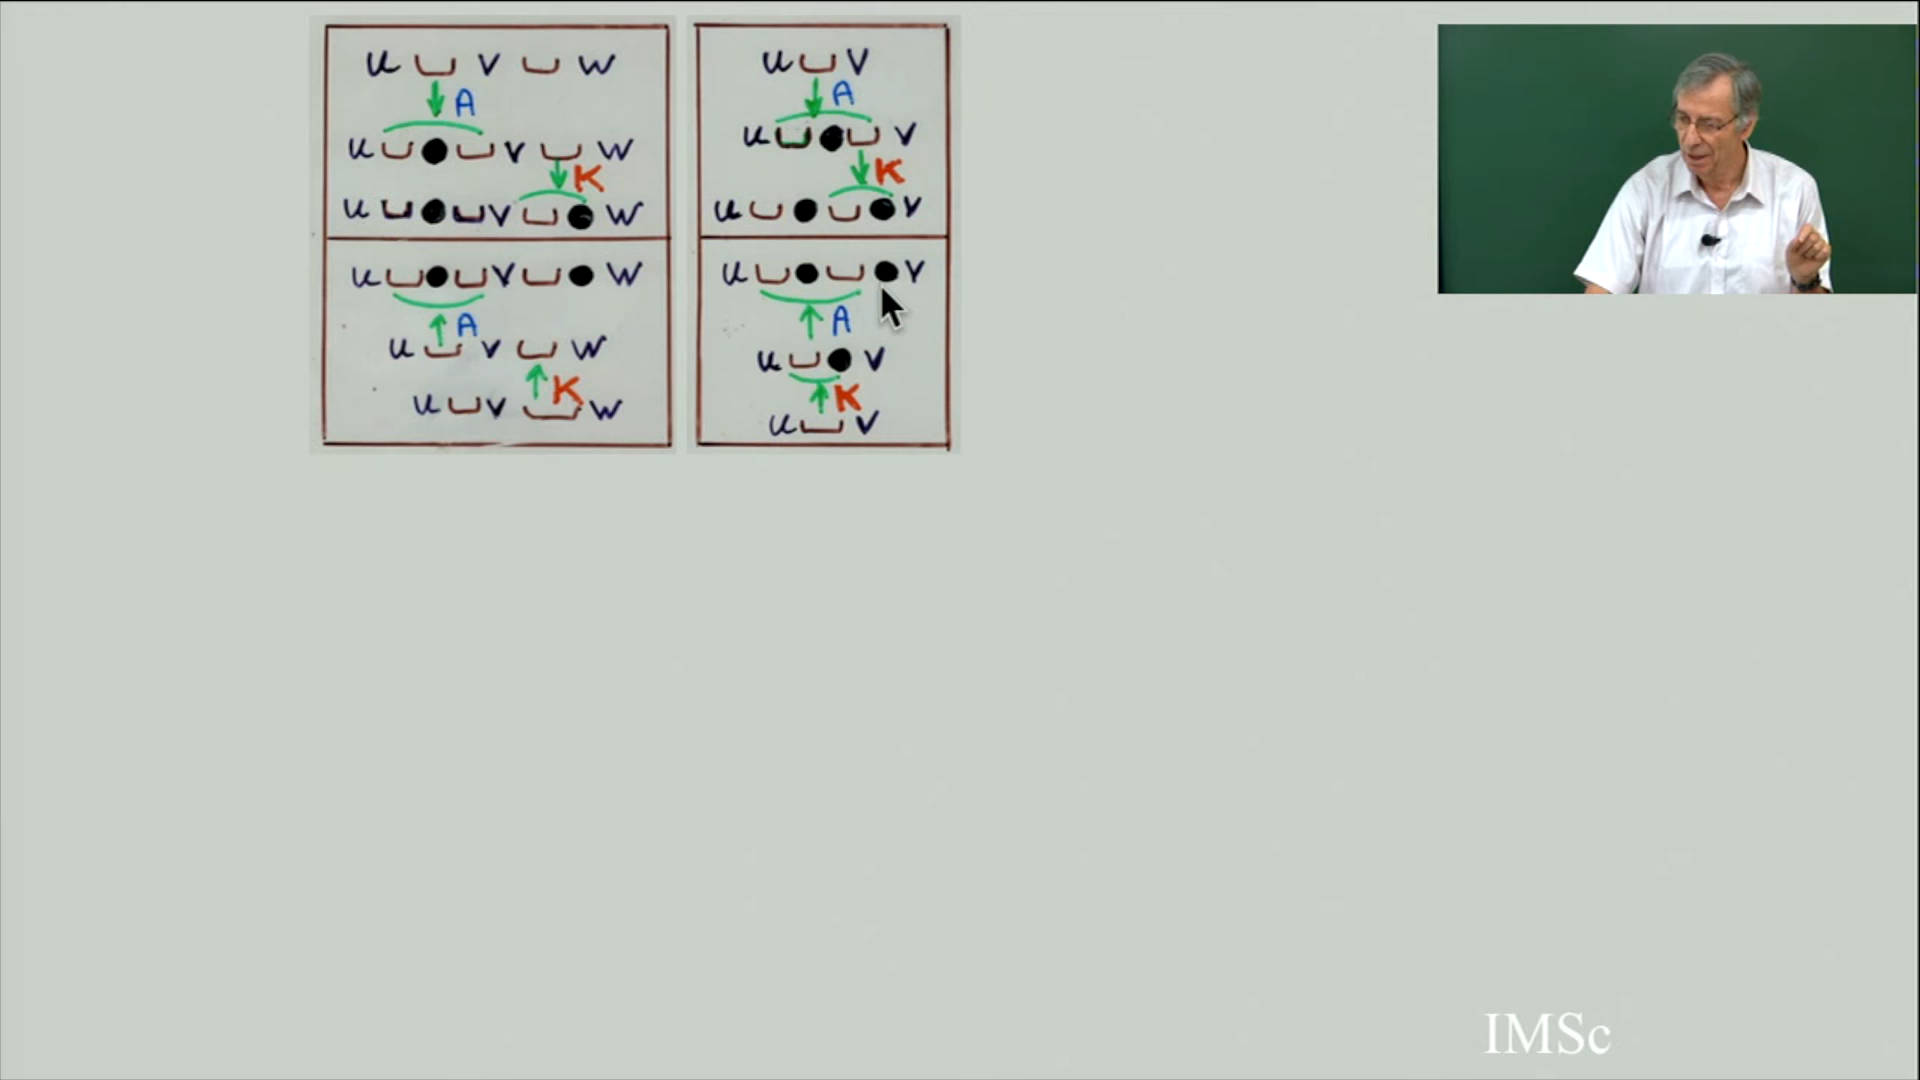 u ⊔ v ⊔ w
A
u ⊔ ● ⊔ v ⊔ w
K
u ⊔ ● ⊔ v ⊔ ● w
u ⊔ ● ⊔ v ⊔ ● w
A
u ⊔ v ⊔ w
K
u ⊔ v ⊔ w
u ⊔ v
A
u ⊔ ● ⊔ v
K
u ⊔ ● ⊔ ● v
u ⊔ ● ⊔ ● v
A
u ⊔ ● v
K
u ⊔ v
IMSc